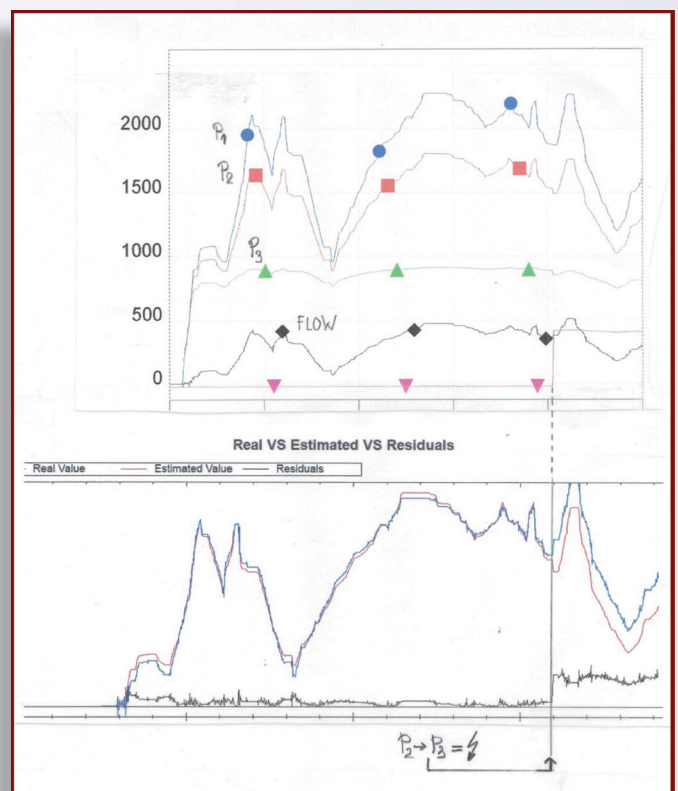 2000
P1
P2
1500
P3
1000
500
FLOW
0
Real VS Estimated VS Residuals
Real Value Estimated Value Residuals
P2→P3=